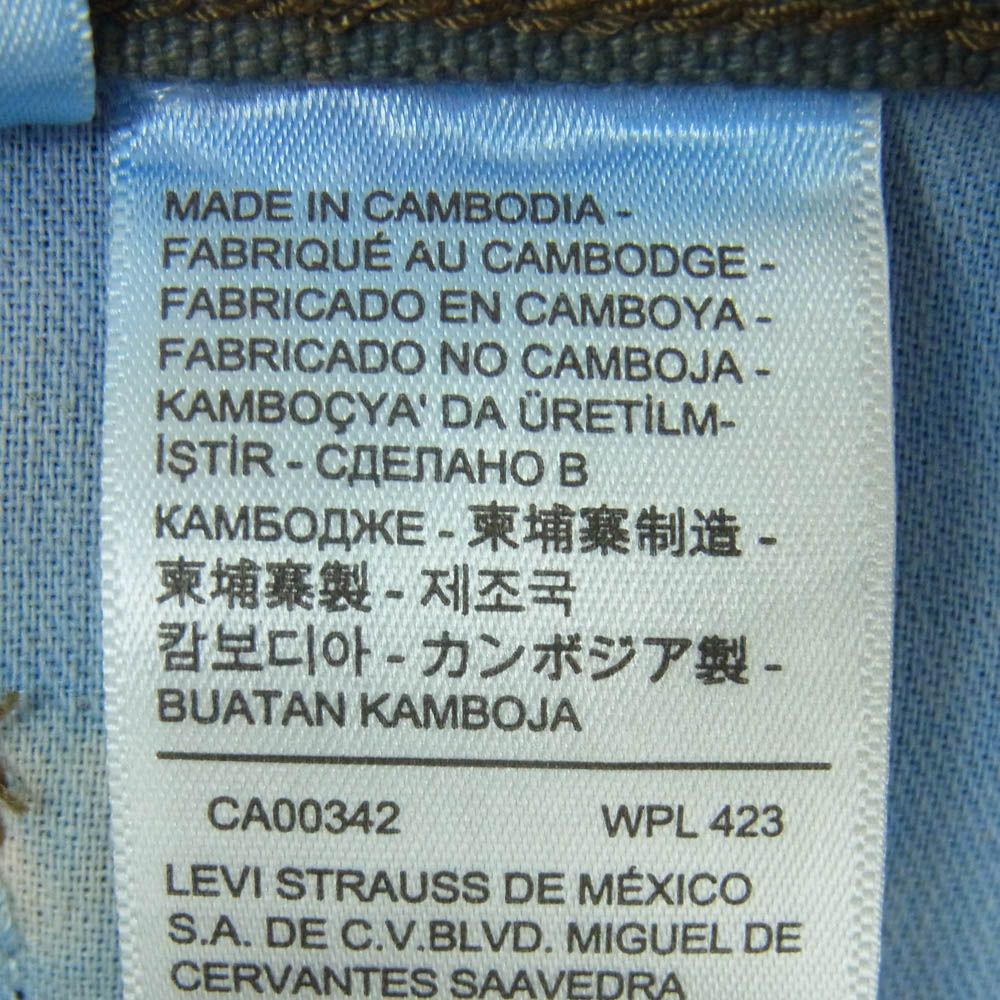 MADE IN CAMBODIA -
FABRIQUÉ AU CAMBODGE -
FABRICADO EN CAMBOYA -
FABRICADO NO CAMBOJA -
KAMBOÇYA' DA ÜRETİLM-
İŞTİR - СДЕЛАНО В
КАМБОДЖЕ - 柬埔寨制造 -
柬埔寨製 - 제조국
캄보디아 - カンボジア製 -
BUATAN KAMBOJA
CA00342 WPL 423
LEVI STRAUSS DE MÉXICO
S.A. DE C.V.BLVD. MIGUEL DE
CERVANTES SAAVEDRA